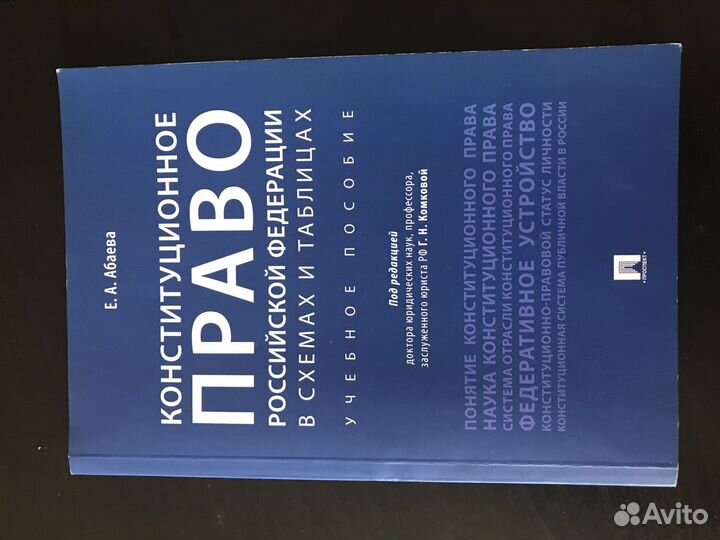 Е. А. Абаева
КОНСТИТУЦИОННОЕ
ПРАВО
РОССИЙСКОЙ ФЕДЕРАЦИИ
В СХЕМАХ И ТАБЛИЦАХ
УЧЕБНОЕ ПОСОБИЕ
Под редакцией
доктора юридических наук, профессора,
заслуженного юриста РФ Г. Н. Комковой
ПОНЯТИЕ КОНСТИТУЦИОННОГО ПРАВА
НАУКА КОНСТИТУЦИОННОГО ПРАВА
СИСТЕМА ОТРАСЛИ КОНСТИТУЦИОННОГО ПРАВА
ФЕДЕРАТИВНОЕ УСТРОЙСТВО
КОНСТИТУЦИОННО-ПРАВОВОЙ СТАТУС ЛИЧНОСТИ
КОНСТИТУЦИОННАЯ СИСТЕМА ПУБЛИЧНОЙ ВЛАСТИ В РОССИИ
•ПРОСПЕКТ•
Avito